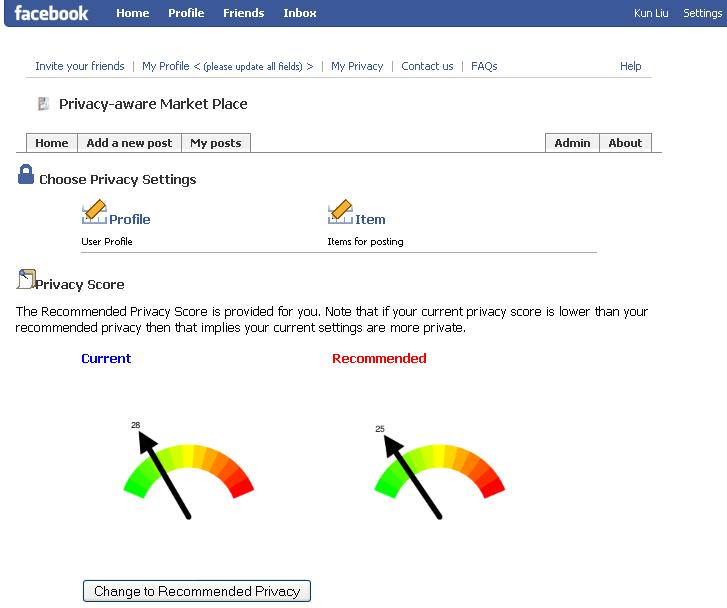 facebook Home Profile Friends Inbox Kun Liu Settings
Invite your friends | My Profile < (please update all fields) > | My Privacy | Contact us | FAQs Help
Privacy-aware Market Place
Home Add a new post My posts Admin About
Choose Privacy Settings
Profile Item
User Profile Items for posting
Privacy Score
The Recommended Privacy Score is provided for you. Note that if your current privacy score is lower than your
recommended privacy then that implies your current settings are more private.
Current Recommended
28 25
Change to Recommended Privacy